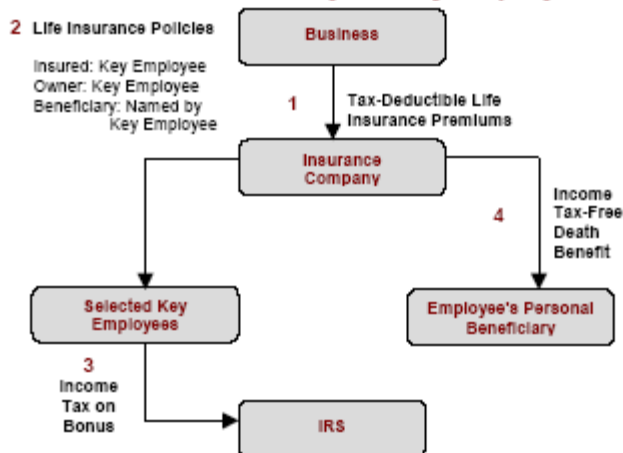 2 Life Insurance Policies
Insured: Key Employee
Owner: Key Employee
Beneficiary: Named by
Key Employee
Business
1
Tax-Deductible Life
Insurance Premiums
Insurance
Company
4
Income
Tax-Free
Death
Benefit
Selected Key
Employees
Employee's Personal
Beneficiary
3
Income
Tax on
Bonus
IRS